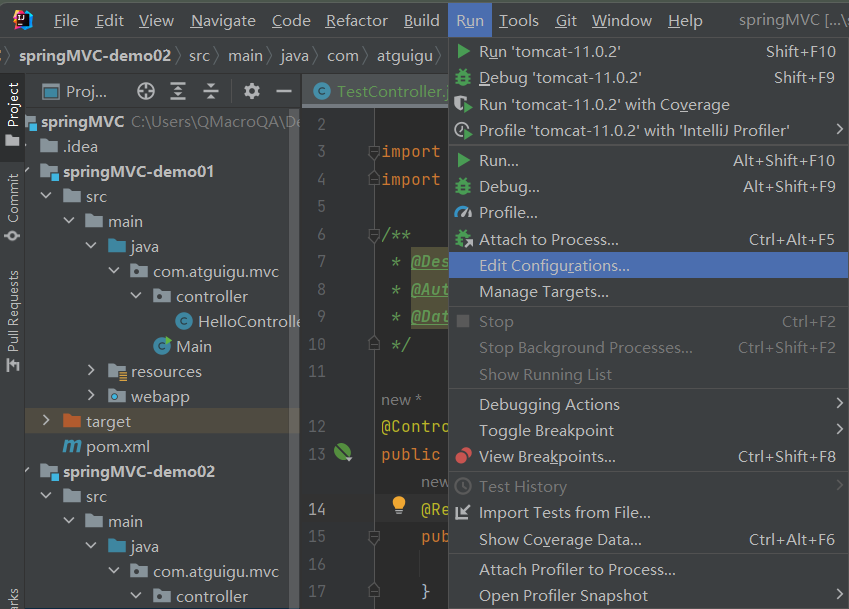 File Edit View Navigate Code Refactor Build Run Tools Git Window Help springMVC [...\s
springMVC-demo02 src main java com atguigu
Project
Commit
Pull Requests
Proj...
springMVC C:\Users\QMacroQA\De
.idea
springMVC-demo01
src
main
java
com.atguigu.mvc
controller
HelloControlle
Main
resources
webapp
target
pom.xml
springMVC-demo02
src
main
java
com.atguigu.mvc
controller
TestController.j
2
3 import
4 import
5
6 /**
7 * @Des
8 * @Aut
9 * @Dat
10 */
11
new *
12 @Contro
13 public
new
14 @Re
15 pub
16
17 }
Run 'tomcat-11.0.2' Shift+F10
Debug 'tomcat-11.0.2' Shift+F9
Run 'tomcat-11.0.2' with Coverage
Profile 'tomcat-11.0.2' with 'IntelliJ Profiler'
Run... Alt+Shift+F10
Debug... Alt+Shift+F9
Profile...
Attach to Process... Ctrl+Alt+F5
Edit Configurations...
Manage Targets...
Stop Ctrl+F2
Stop Background Processes... Ctrl+Shift+F2
Show Running List
Debugging Actions
Toggle Breakpoint
View Breakpoints... Ctrl+Shift+F8
Test History
Import Tests from File...
Show Coverage Data... Ctrl+Alt+F6
Attach Profiler to Process...
Open Profiler Snapshot